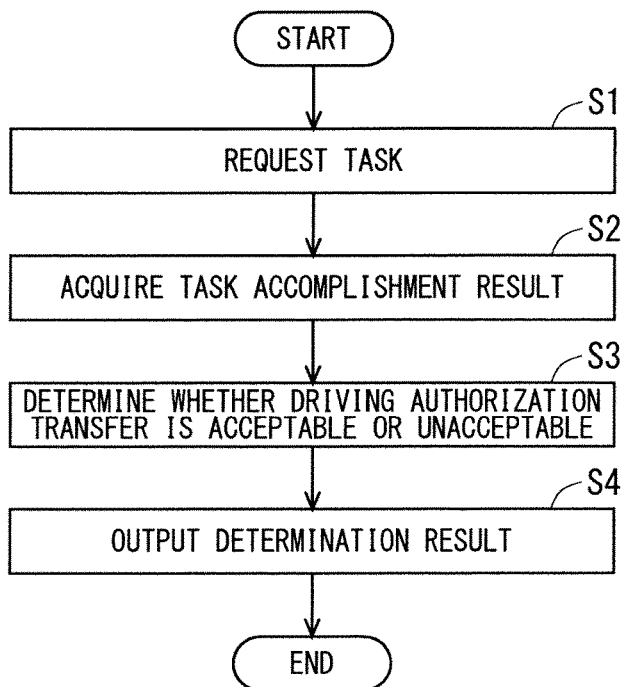 START
S1
REQUEST TASK
S2
ACQUIRE TASK ACCOMPLISHMENT RESULT
S3
DETERMINE WHETHER DRIVING AUTHORIZATION
TRANSFER IS ACCEPTABLE OR UNACCEPTABLE
S4
OUTPUT DETERMINATION RESULT
END